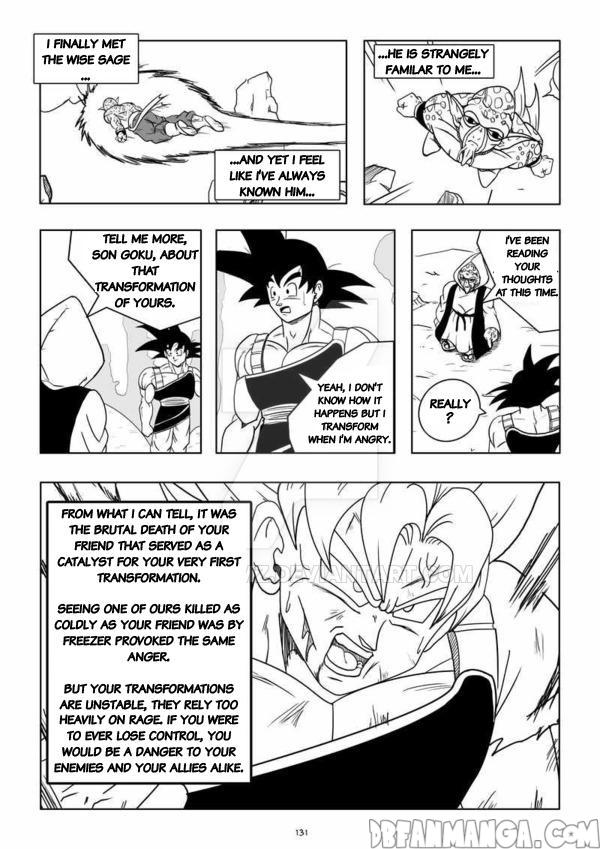 I FINALLY MET
THE WISE SAGE
...
...AND YET I FEEL
LIKE I'VE ALWAYS
KNOWN HIM...
...HE IS STRANGELY
FAMILAR TO ME...
TELL ME MORE,
SON GOKU, ABOUT
THAT
TRANSFORMATION
OF YOURS.
YEAH, I DON'T
KNOW HOW IT
HAPPENS BUT I
TRANSFORM
WHEN I'M ANGRY.
I'VE BEEN
READING
YOUR
THOUGHTS
AT THIS TIME.
REALLY
?
FROM WHAT I CAN TELL, IT WAS
THE BRUTAL DEATH OF YOUR
FRIEND THAT SERVED AS A
CATALYST FOR YOUR VERY FIRST
TRANSFORMATION.
SEEING ONE OF OURS KILLED AS
COLDLY AS YOUR FRIEND WAS BY
FREEZER PROVOKED THE SAME
ANGER.
BUT YOUR TRANSFORMATIONS
ARE UNSTABLE, THEY RELY TOO
HEAVILY ON RAGE. IF YOU WERE
TO EVER LOSE CONTROL, YOU
WOULD BE A DANGER TO YOUR
ENEMIES AND YOUR ALLIES ALIKE.
DEVIANTART.COM
131
DBFANMANGA.COM